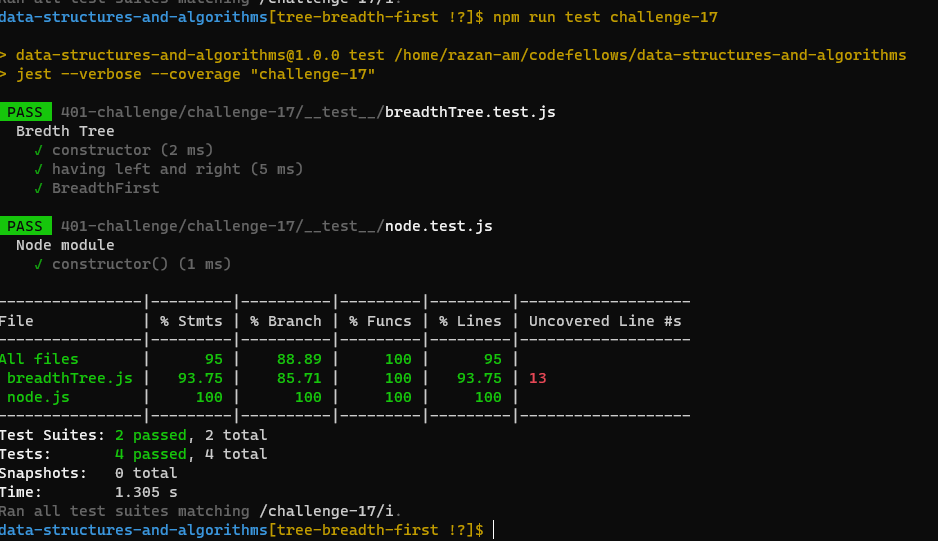 Ran all test suites matching /challenge-17/i.
data-structures-and-algorithms[tree-breadth-first !?]$ npm run test challenge-17
> data-structures-and-algorithms@1.0.0 test /home/razan-am/codefellows/data-structures-and-algorithms
> jest --verbose --coverage "challenge-17"
PASS 401-challenge/challenge-17/__test__/breadthTree.test.js
Bredth Tree
✓ constructor (2 ms)
✓ having left and right (5 ms)
✓ BreadthFirst
PASS 401-challenge/challenge-17/__test__/node.test.js
Node module
✓ constructor() (1 ms)
----------------|---------|----------|---------|---------|-------------------
File | % Stmts | % Branch | % Funcs | % Lines | Uncovered Line #s
----------------|---------|----------|---------|---------|-------------------
All files | 95 | 88.89 | 100 | 95 |
breadthTree.js | 93.75 | 85.71 | 100 | 93.75 | 13
node.js | 100 | 100 | 100 | 100 |
----------------|---------|----------|---------|---------|-------------------
Test Suites: 2 passed, 2 total
Tests: 4 passed, 4 total
Snapshots: 0 total
Time: 1.305 s
Ran all test suites matching /challenge-17/i.
data-structures-and-algorithms[tree-breadth-first !?]$